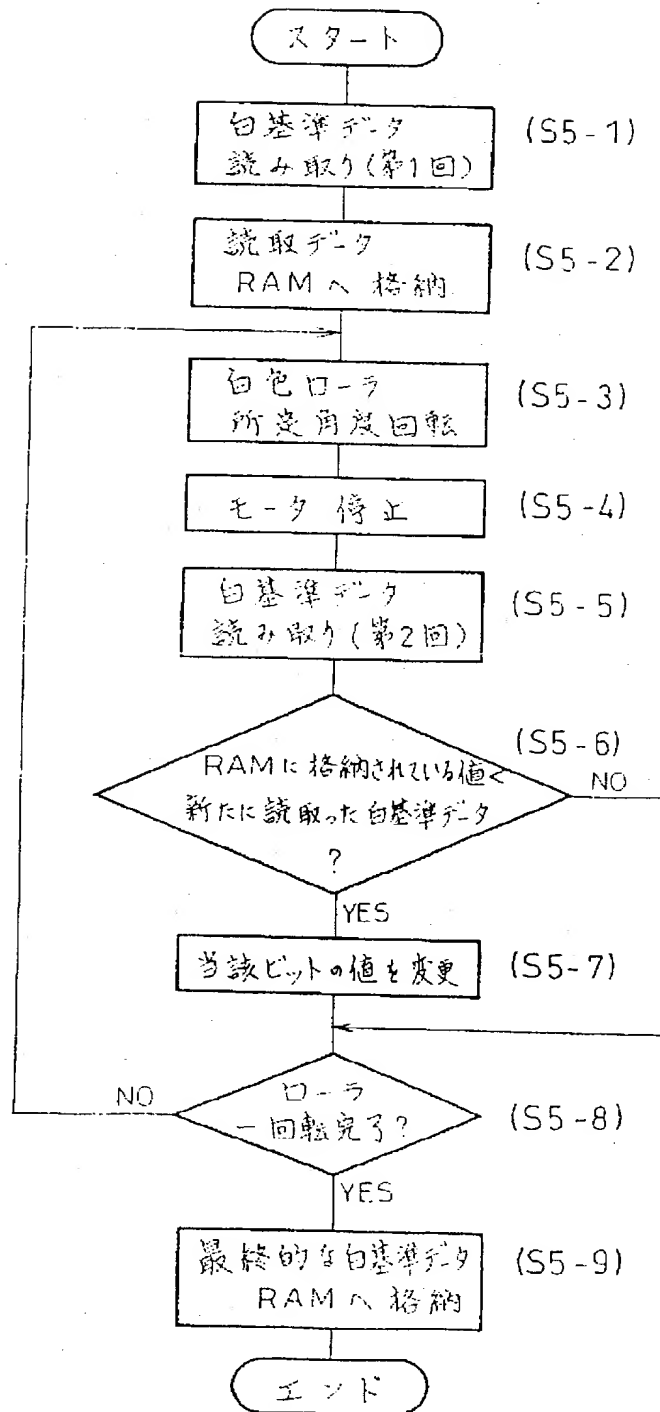 スタート
白基準データ
読み取り(第1回)
(S5-1)
読取データ
RAMへ格納
(S5-2)
白色ローラ
所定角度回転
(S5-3)
モータ停止
(S5-4)
白基準データ
読み取り(第2回)
(S5-5)
(S5-6)
RAMに格納されている値<
新たに読取った白基準データ
?
NO
YES
当該ビットの値を変更
(S5-7)
NO
ローラ
一回転完了?
(S5-8)
YES
最終的な白基準データ
RAMへ格納
(S5-9)
エンド